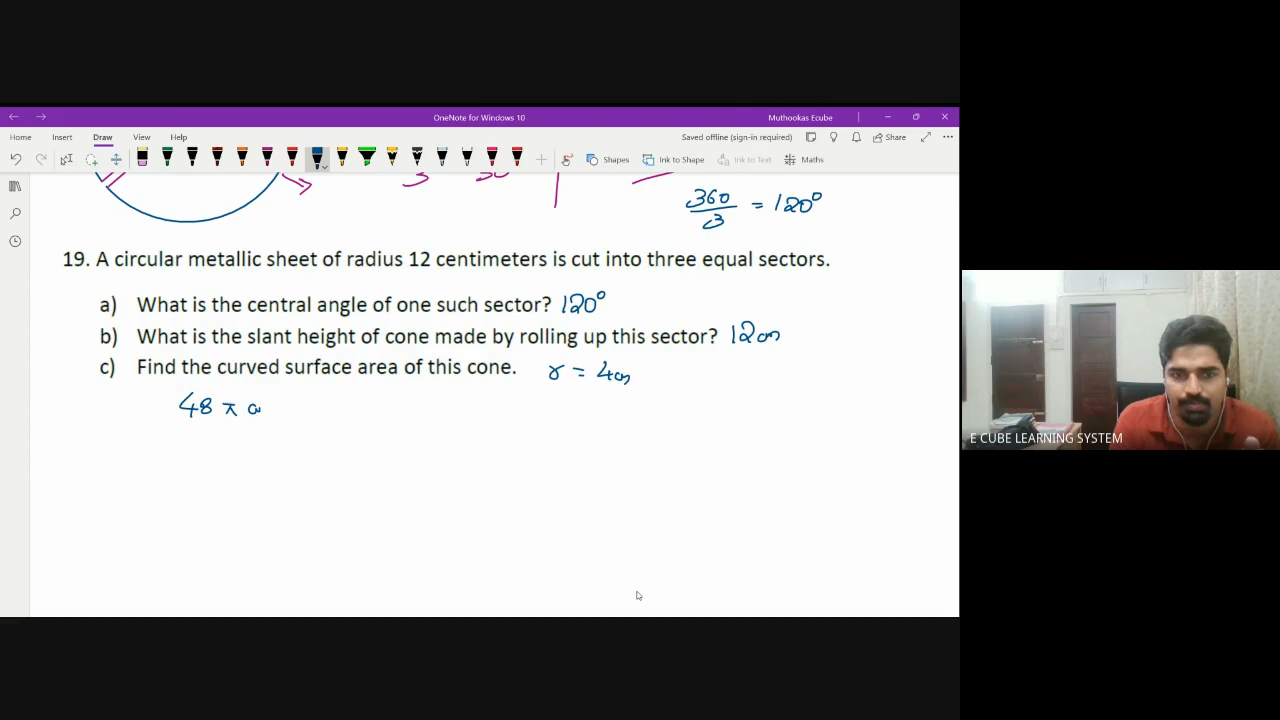 OneNote for Windows 10
Muthookas Ecube
Home Insert Draw View Help
Saved offline (sign-in required) Share
Shapes Ink to Shape Ink to Text Maths
360/3 = 120°
19. A circular metallic sheet of radius 12 centimeters is cut into three equal sectors.
a) What is the central angle of one such sector? 120°
b) What is the slant height of cone made by rolling up this sector? 12cm
c) Find the curved surface area of this cone. r = 4cm
48 π
E CUBE LEARNING SYSTEM